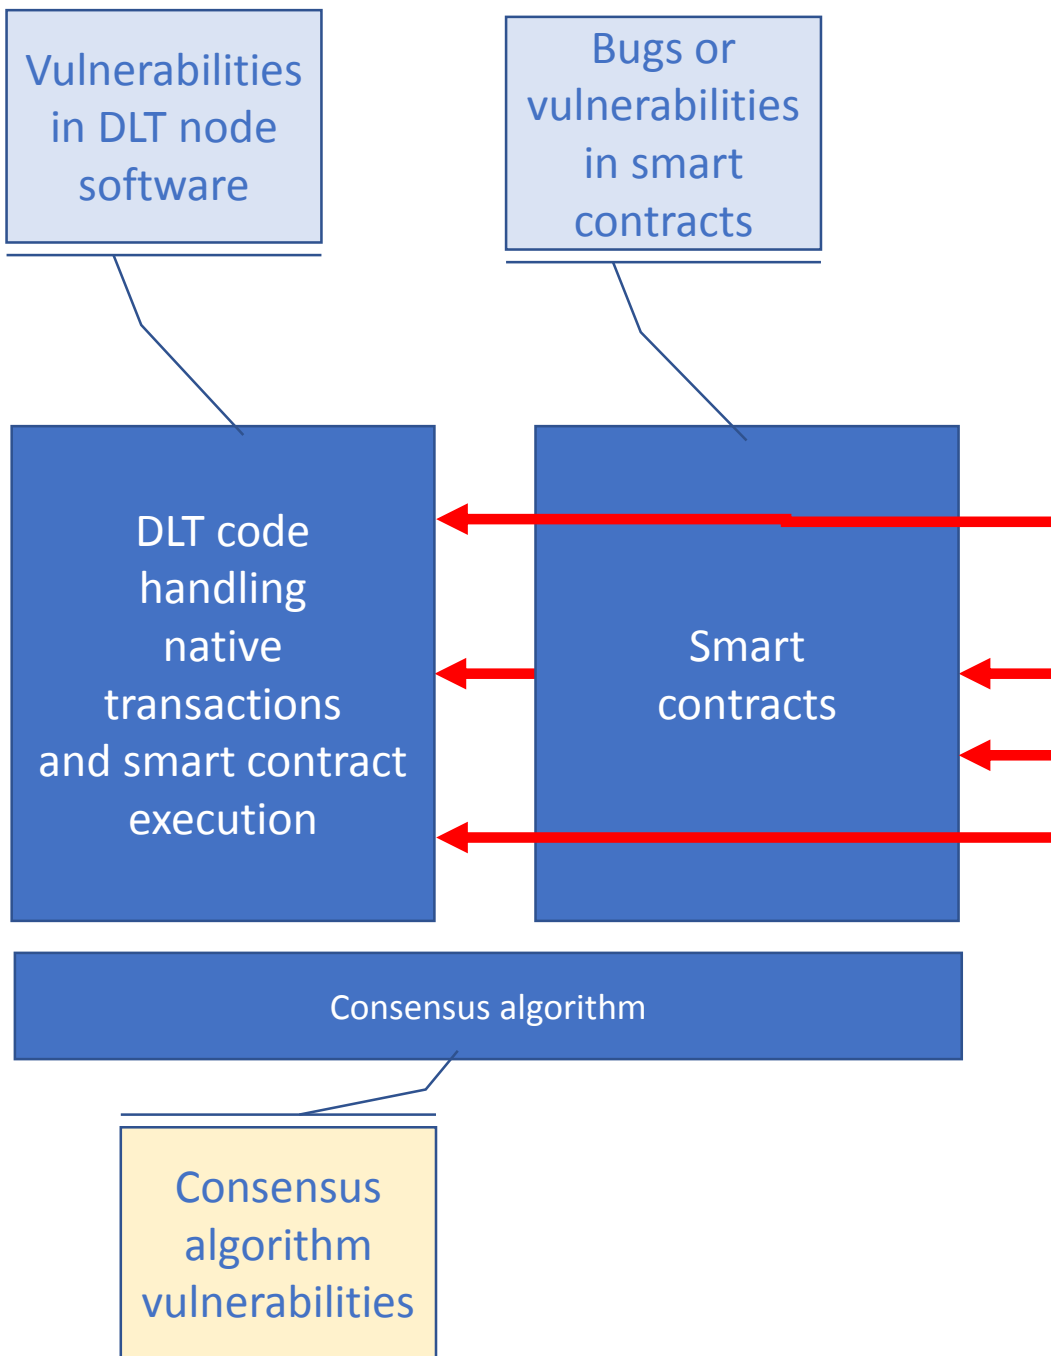 Vulnerabilities
in DLT node
software
Bugs or
vulnerabilities
in smart
contracts
DLT code
handling
native
transactions
and smart contract
execution
Smart
contracts
Consensus algorithm
Consensus
algorithm
vulnerabilities